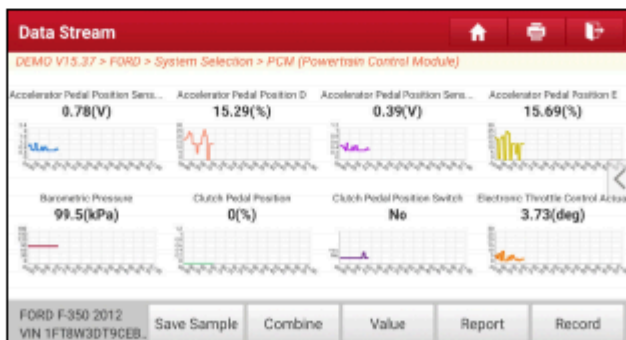 Data Stream
DEMO V15.37 > FORD > System Selection > PCM (Powertrain Control Module)
Accelerator Pedal Position Sens... Accelerator Pedal Position D Accelerator Pedal Position Sens... Accelerator Pedal Position E
0.78(V) 15.29(%) 0.39(V) 15.69(%)
Barometric Pressure Clutch Pedal Position Clutch Pedal Position Switch Electronic Throttle Control Actua
99.5(kPa) 0(%) No 3.73(deg)
FORD F-350 2012
VIN 1FT8W3DT9CEB...
Save Sample Combine Value Report Record